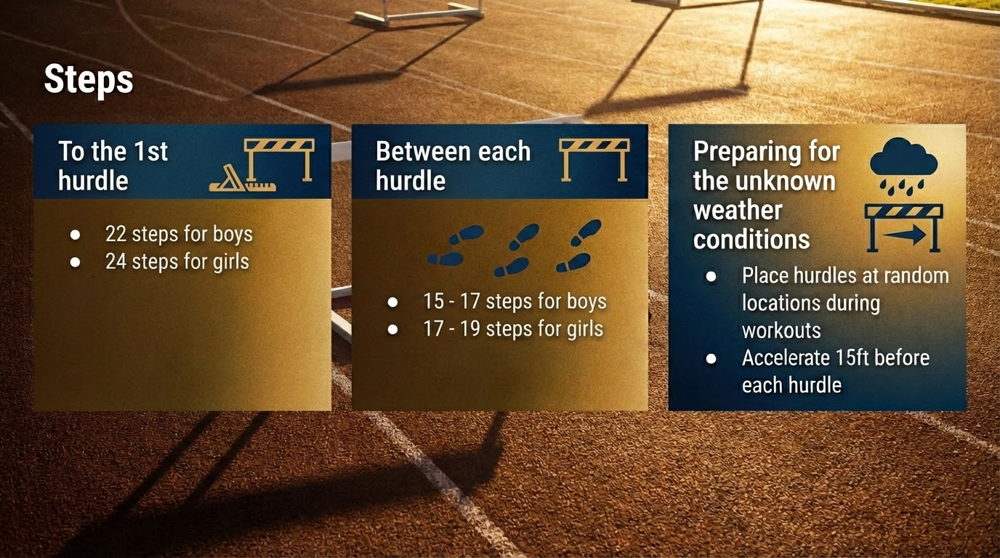 Steps
To the 1st
hurdle
● 22 steps for boys
● 24 steps for girls
Between each
hurdle
● 15 - 17 steps for boys
● 17 - 19 steps for girls
Preparing for
the unknown
weather
conditions
● Place hurdles at random
locations during
workouts
● Accelerate 15ft before
each hurdle